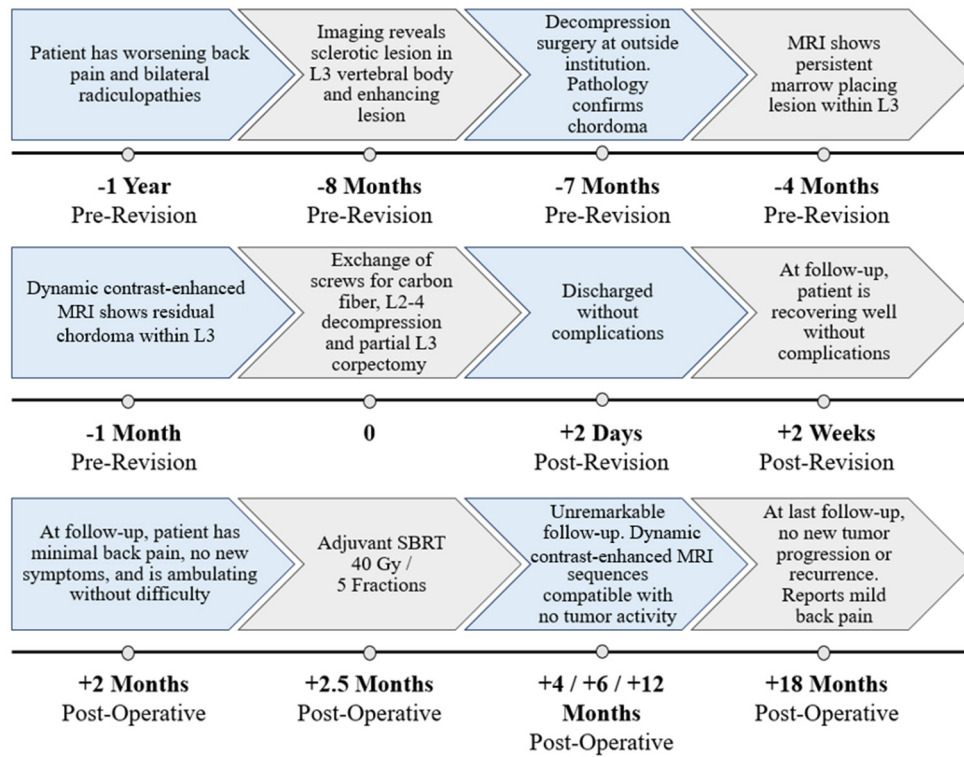 Patient has worsening back
pain and bilateral
radiculopathies
Imaging reveals
sclerotic lesion in
L3 vertebral body
and enhancing
lesion
Decompression
surgery at outside
institution.
Pathology
confirms
chordoma
MRI shows
persistent
marrow placing
lesion within L3
-1 Year
Pre-Revision
-8 Months
Pre-Revision
-7 Months
Pre-Revision
-4 Months
Pre-Revision
Dynamic contrast-enhanced
MRI shows residual
chordoma within L3
Exchange of
screws for carbon
fiber, L2-4
decompression
and partial L3
corpectomy
Discharged
without
complications
At follow-up,
patient is
recovering well
without
complications
-1 Month
Pre-Revision
0
+2 Days
Post-Revision
+2 Weeks
Post-Revision
At follow-up, patient has
minimal back pain, no new
symptoms, and is ambulating
without difficulty
Adjuvant SBRT
40 Gy /
5 Fractions
Unremarkable
follow-up. Dynamic
contrast-enhanced MRI
sequences
compatible with
no tumor activity
At last follow-up,
no new tumor
progression or
recurrence.
Reports mild
back pain
+2 Months
Post-Operative
+2.5 Months
Post-Operative
+4 / +6 / +12
Months
Post-Operative
+18 Months
Post-Operative